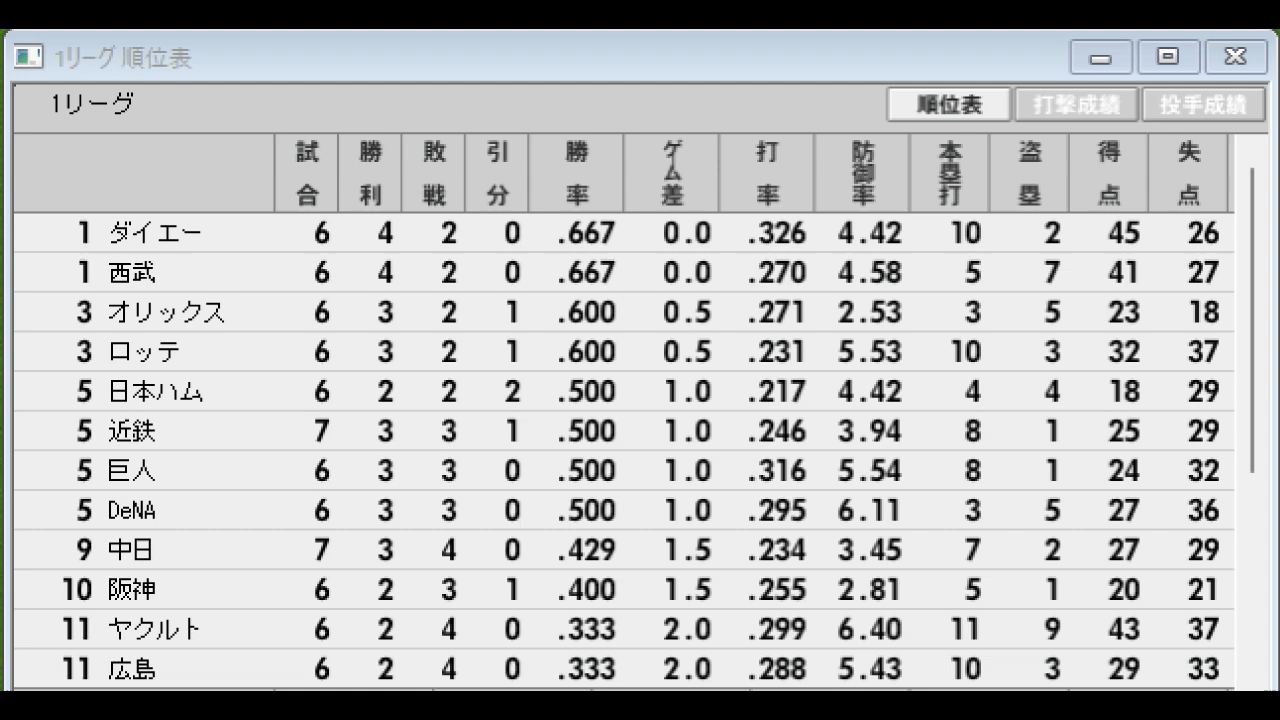 1リーグ 順位表
1リーグ 順位表 打撃成績 投手成績
試合 勝利 敗戦 引分 勝率 ゲーム差 打率 防御率 本塁打 盗塁 得点 失点
1 ダイエー 6 4 2 0 .667 0.0 .326 4.42 10 2 45 26
1 西武 6 4 2 0 .667 0.0 .270 4.58 5 7 41 27
3 オリックス 6 3 2 1 .600 0.5 .271 2.53 3 5 23 18
3 ロッテ 6 3 2 1 .600 0.5 .231 5.53 10 3 32 37
5 日本ハム 6 2 2 2 .500 1.0 .217 4.42 4 4 18 29
5 近鉄 7 3 3 1 .500 1.0 .246 3.94 8 1 25 29
5 巨人 6 3 3 0 .500 1.0 .316 5.54 8 1 24 32
5 DeNA 6 3 3 0 .500 1.0 .295 6.11 3 5 27 36
9 中日 7 3 4 0 .429 1.5 .234 3.45 7 2 27 29
10 阪神 6 2 3 1 .400 1.5 .255 2.81 5 1 20 21
11 ヤクルト 6 2 4 0 .333 2.0 .299 6.40 11 9 43 37
11 広島 6 2 4 0 .333 2.0 .288 5.43 10 3 29 33